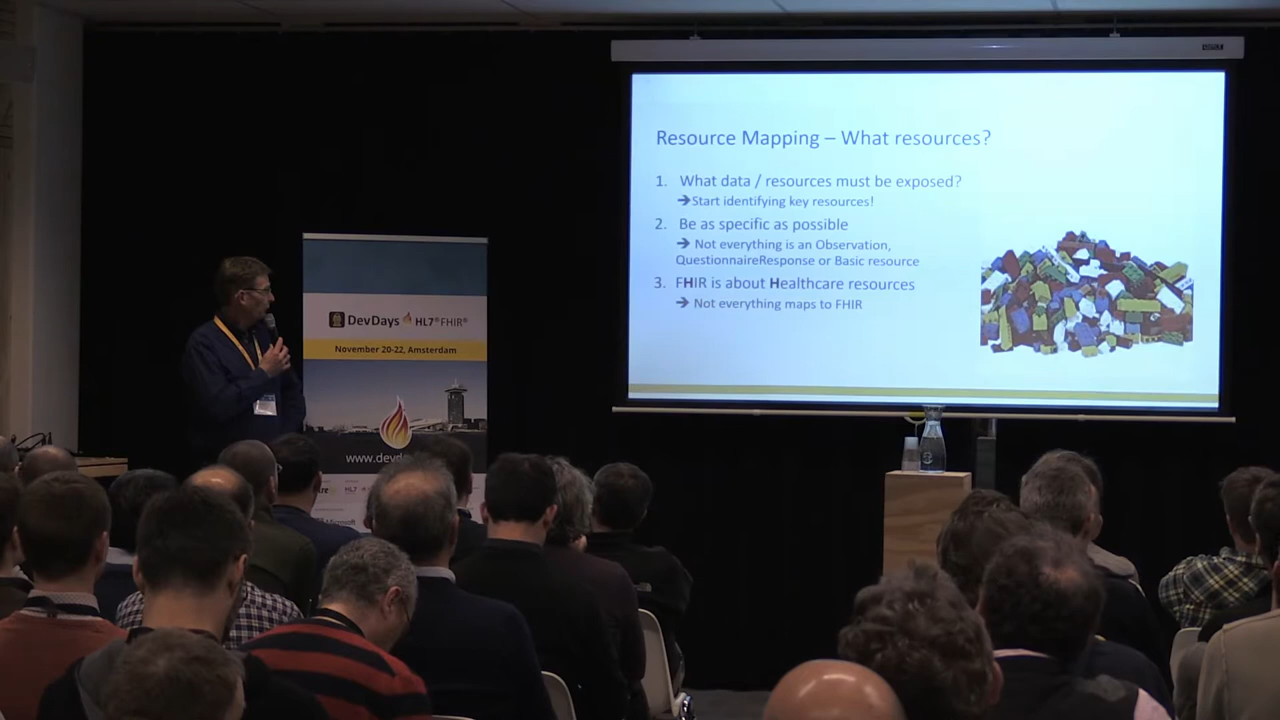 Resource Mapping – What resources?
1. What data / resources must be exposed?
➔Start identifying key resources!
2. Be as specific as possible
➔ Not everything is an Observation,
QuestionnaireResponse or Basic resource
3. FHIR is about Healthcare resources
➔ Not everything maps to FHIR
DevDays HL7® FHIR®
November 20-22, Amsterdam
www.devd
HL7
Microsoft